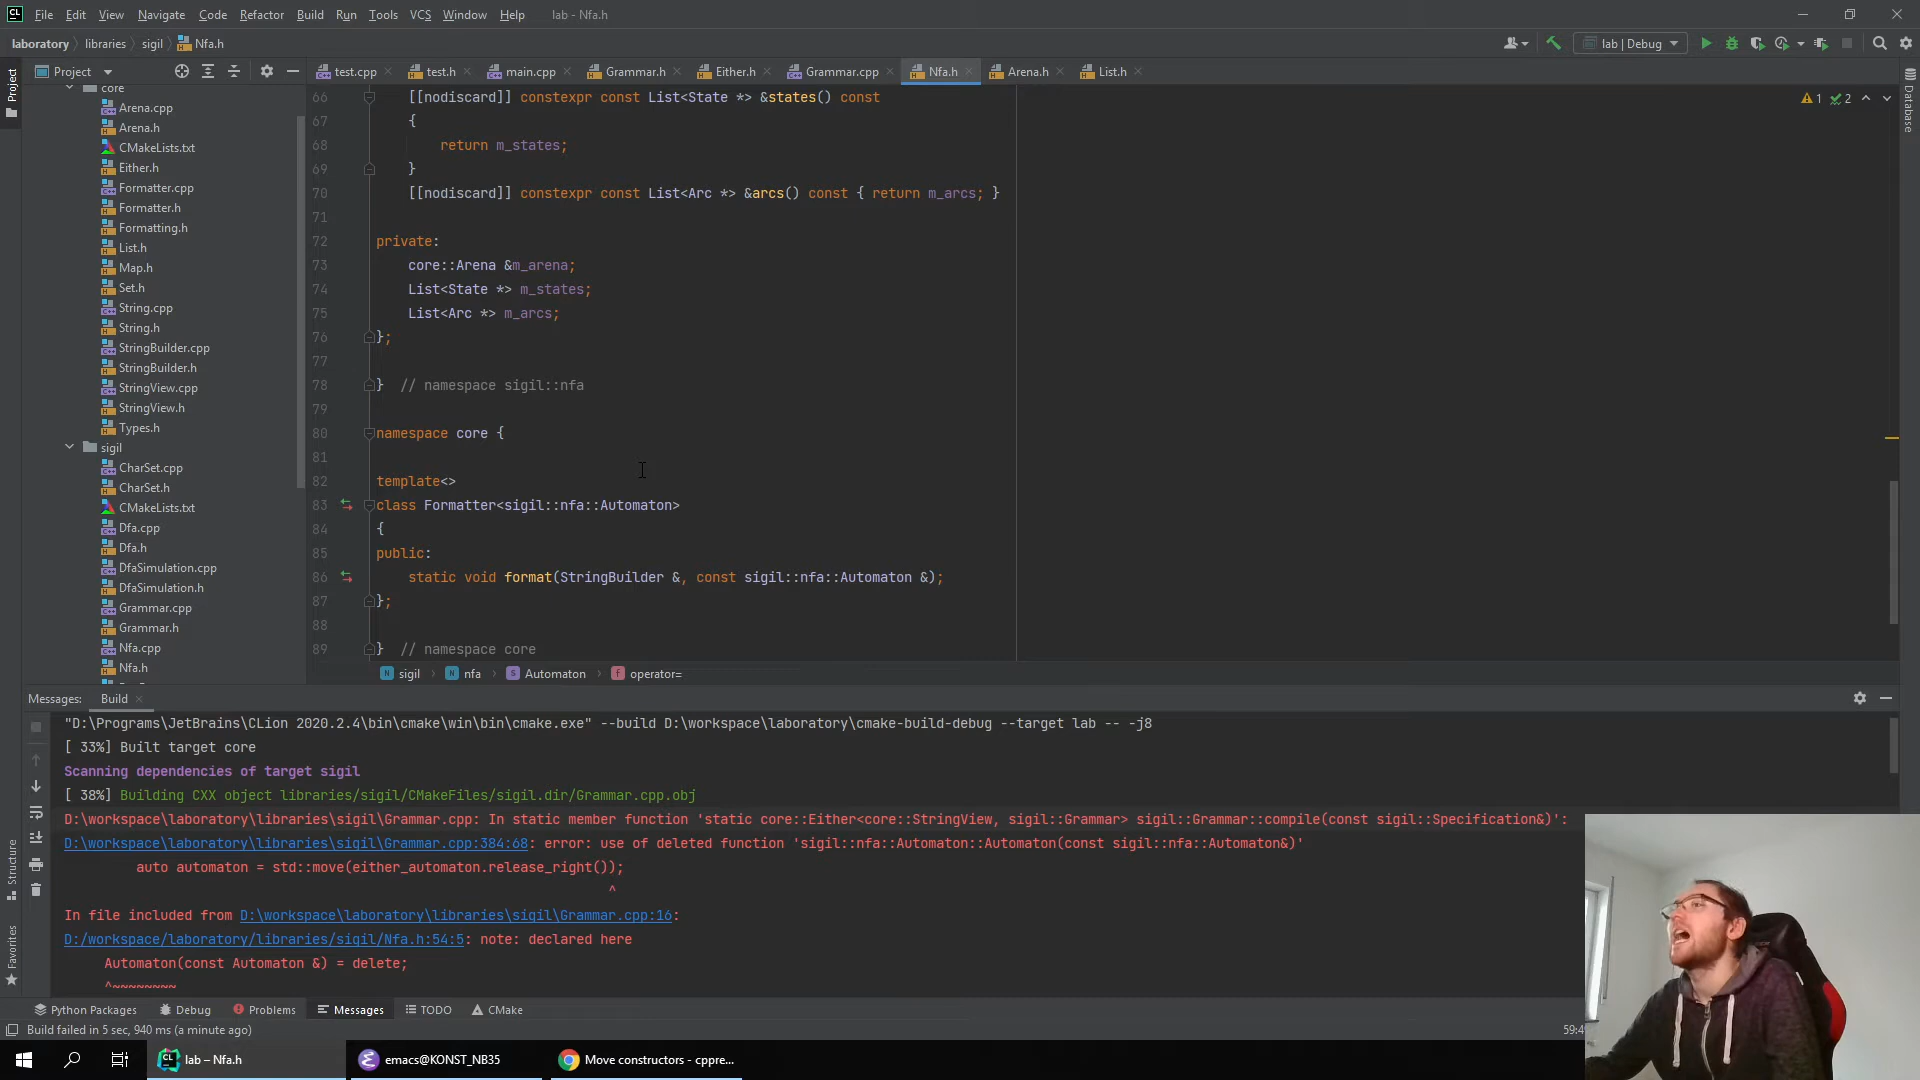 CL File Edit View Navigate Code Refactor Build Run Tools VCS Window Help lab - Nfa.h
laboratory libraries sigil Nfa.h lab | Debug
Project test.cpp test.h main.cpp Grammar.h Either.h Grammar.cpp Nfa.h Arena.h List.h
Project
Structure
Favorites
Database
core
Arena.cpp
Arena.h
CMakeLists.txt
Either.h
Formatter.cpp
Formatter.h
Formatting.h
List.h
Map.h
Set.h
String.cpp
String.h
StringBuilder.cpp
StringBuilder.h
StringView.cpp
StringView.h
Types.h
sigil
CharSet.cpp
CharSet.h
CMakeLists.txt
Dfa.cpp
Dfa.h
DfaSimulation.cpp
DfaSimulation.h
Grammar.cpp
Grammar.h
Nfa.cpp
Nfa.h
1 2
66 [[nodiscard]] constexpr const List<State *> &states() const
67 {
68 return m_states;
69 }
70 [[nodiscard]] constexpr const List<Arc *> &arcs() const { return m_arcs; }
71
72 private:
73 core::Arena &m_arena;
74 List<State *> m_states;
75 List<Arc *> m_arcs;
76 };
77
78 } // namespace sigil::nfa
79
80 namespace core {
81
82 template<>
83 class Formatter<sigil::nfa::Automaton>
84 {
85 public:
86 static void format(StringBuilder &, const sigil::nfa::Automaton &);
87 };
88
89 } // namespace core
sigil nfa Automaton operator=
Messages: Build
"D:\Programs\JetBrains\CLion 2020.2.4\bin\cmake\win\bin\cmake.exe" --build D:\workspace\laboratory\cmake-build-debug --target lab -- -j8
[ 33%] Built target core
Scanning dependencies of target sigil
[ 38%] Building CXX object libraries/sigil/CMakeFiles/sigil.dir/Grammar.cpp.obj
D:\workspace\laboratory\libraries\sigil\Grammar.cpp: In static member function 'static core::Either<core::StringView, sigil::Grammar> sigil::Grammar::compile(const sigil::Specification&)':
D:\workspace\laboratory\libraries\sigil\Grammar.cpp:384:68: error: use of deleted function 'sigil::nfa::Automaton::Automaton(const sigil::nfa::Automaton&)'
auto automaton = std::move(either_automaton.release_right());
^
In file included from D:\workspace\laboratory\libraries\sigil\Grammar.cpp:16:
D:/workspace/laboratory/libraries/sigil/Nfa.h:54:5: note: declared here
Automaton(const Automaton &) = delete;
^~~~~~~~~
Python Packages Debug Problems Messages TODO CMake
Build failed in 5 sec, 940 ms (a minute ago)
lab – Nfa.h emacs@KONST_NB35 Move constructors - cppre...